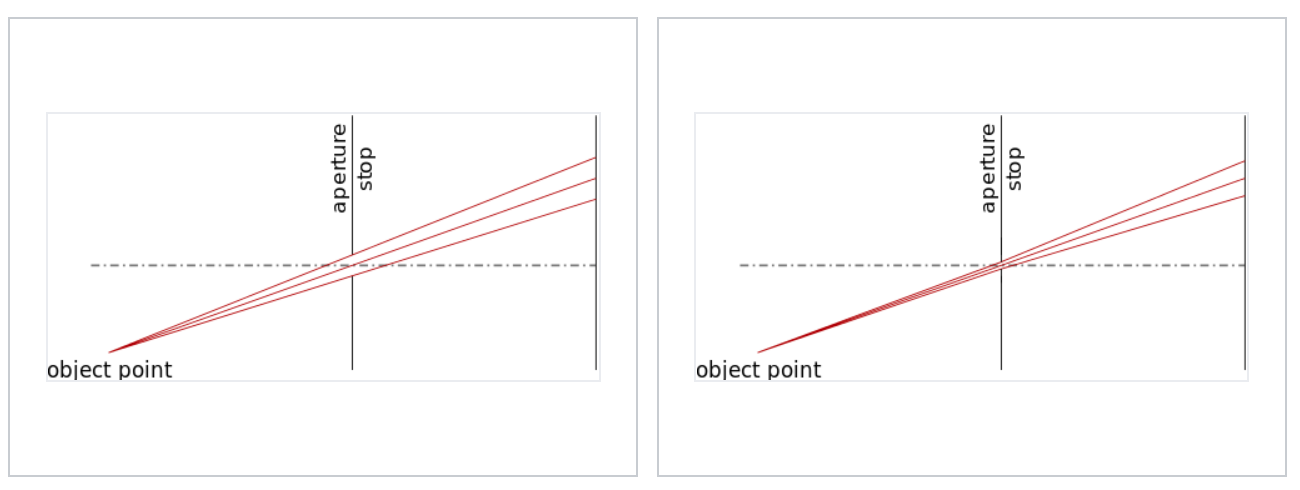 aperture
stop
object point
aperture
stop
object point